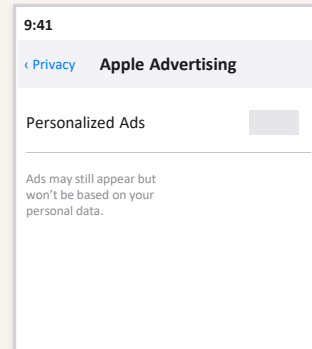 9:41
‹ Privacy Apple Advertising
Personalized Ads
Ads may still appear but
won’t be based on your
personal data.